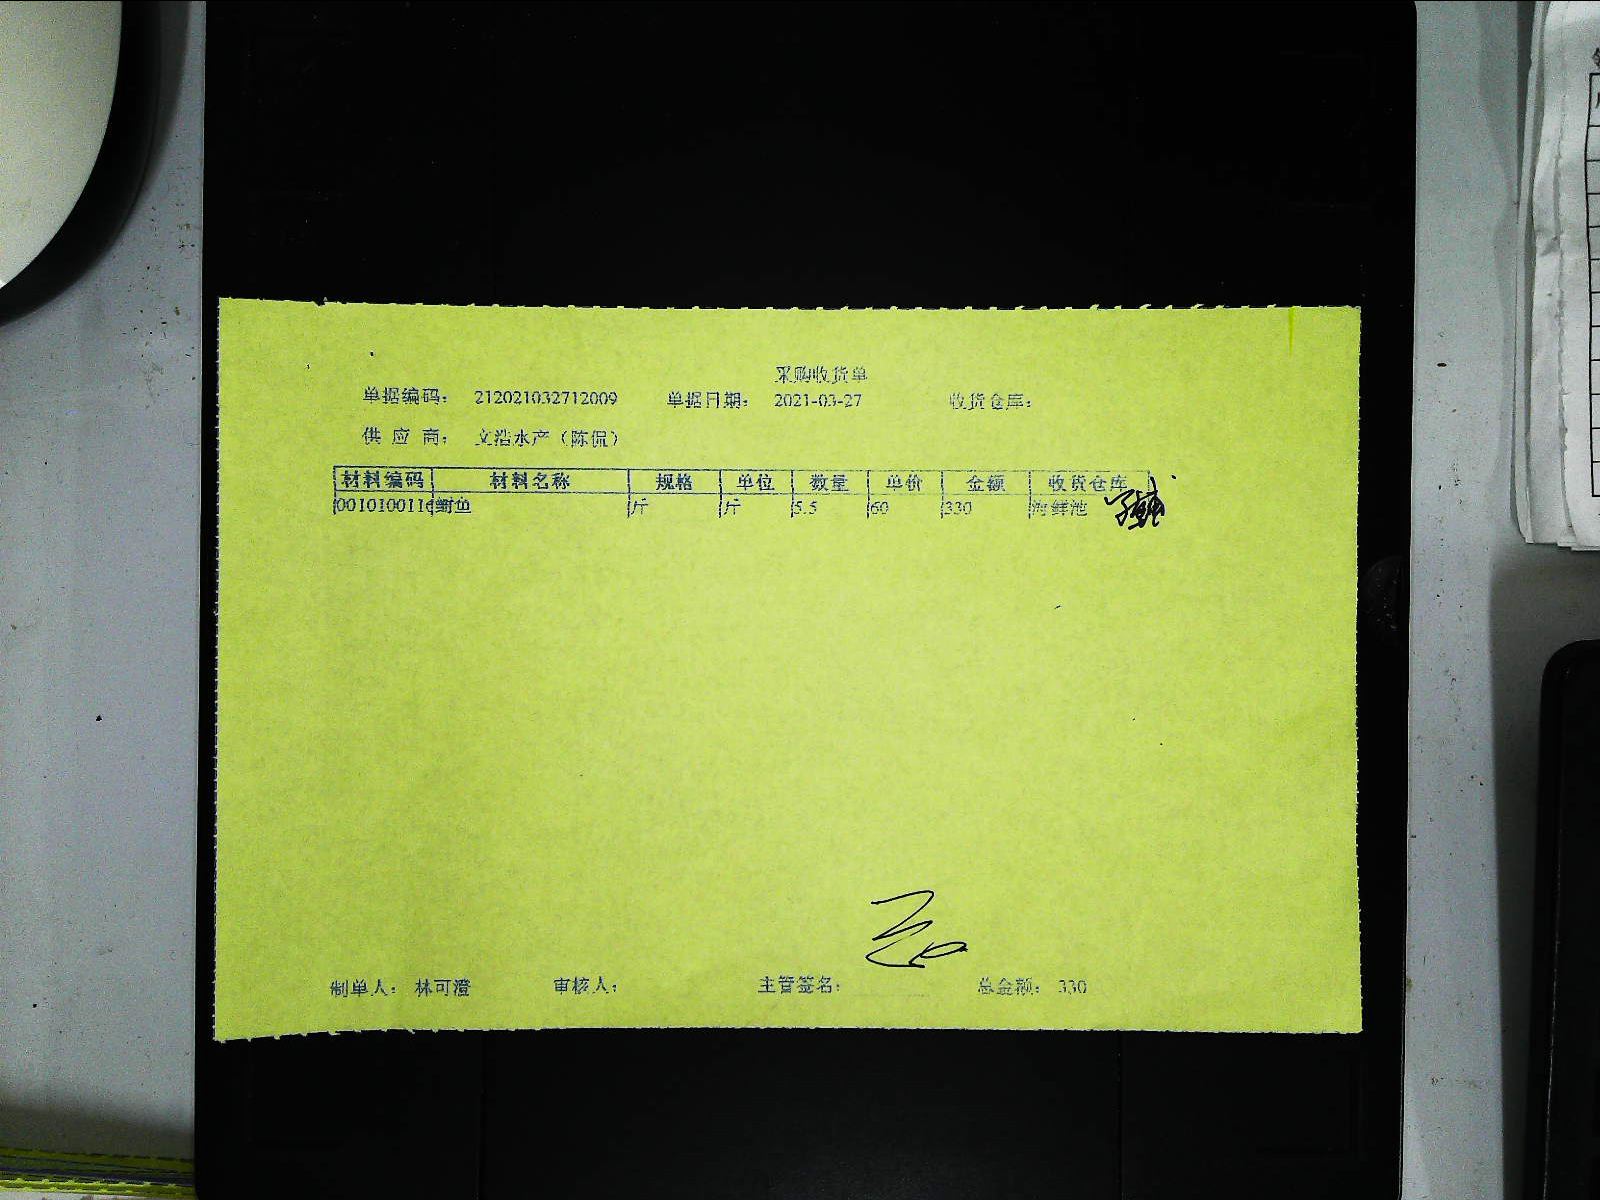 采购收货单
单据编码： 212021032712009 单据日期： 2021-03-27 收货仓库：
供 应 商： 文浩水产（陈侃）
材料编码 材料名称 规格 单位 数量 单价 金额 收货仓库
001010011 鲥鱼 斤 斤 5.5 60 330 海鲜池
制单人： 林可澄 审核人： 主管签名： 总金额： 330